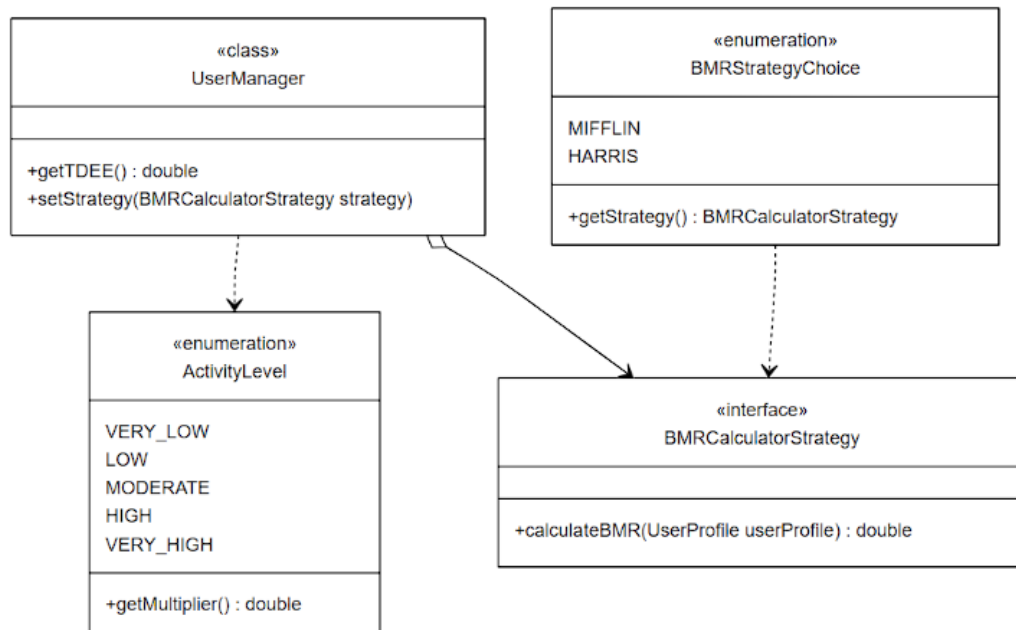 «class»
UserManager
+getTDEE() : double
+setStrategy(BMRCalculatorStrategy strategy)
«enumeration»
BMRStrategyChoice
MIFFLIN
HARRIS
+getStrategy() : BMRCalculatorStrategy
«enumeration»
ActivityLevel
VERY_LOW
LOW
MODERATE
HIGH
VERY_HIGH
+getMultiplier() : double
«interface»
BMRCalculatorStrategy
+calculateBMR(UserProfile userProfile) : double